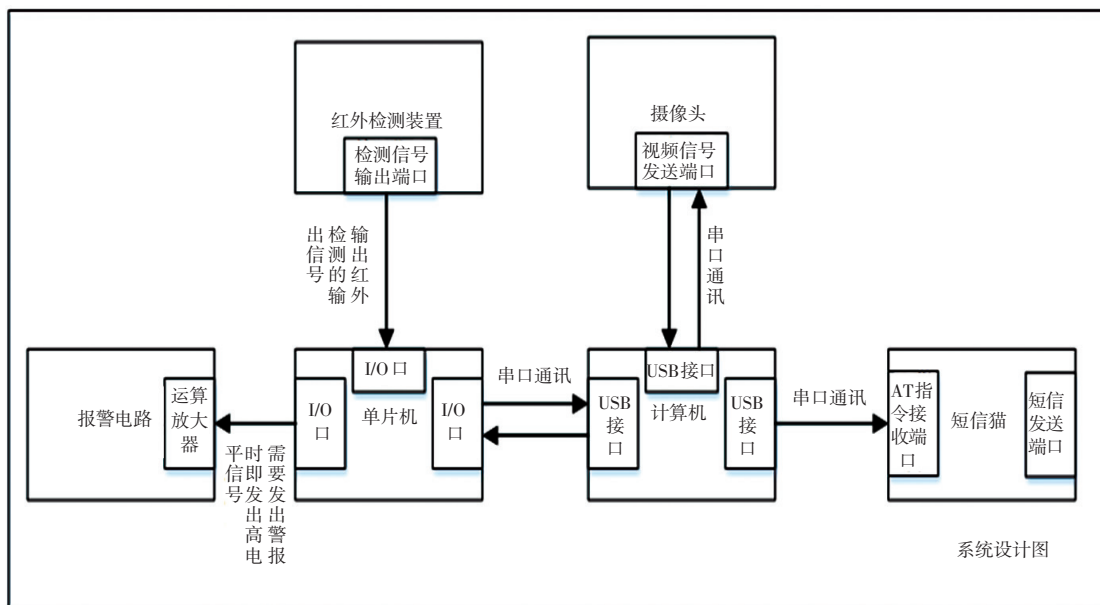 红外检测装置
检测信号
输出端口
摄像头
视频信号
发送端口
输出红外
检测的输
出信号
串口通讯
报警电路
运算
放大
器
I/O口
I/O
口
单片机
I/O
口
串口通讯
USB接口
USB
接
口
计算机
USB
接
口
串口通讯
AT指
令接
收端
口
短信猫
短信
发送
端口
需要发出警报
时即发出高电
平信号
系统设计图